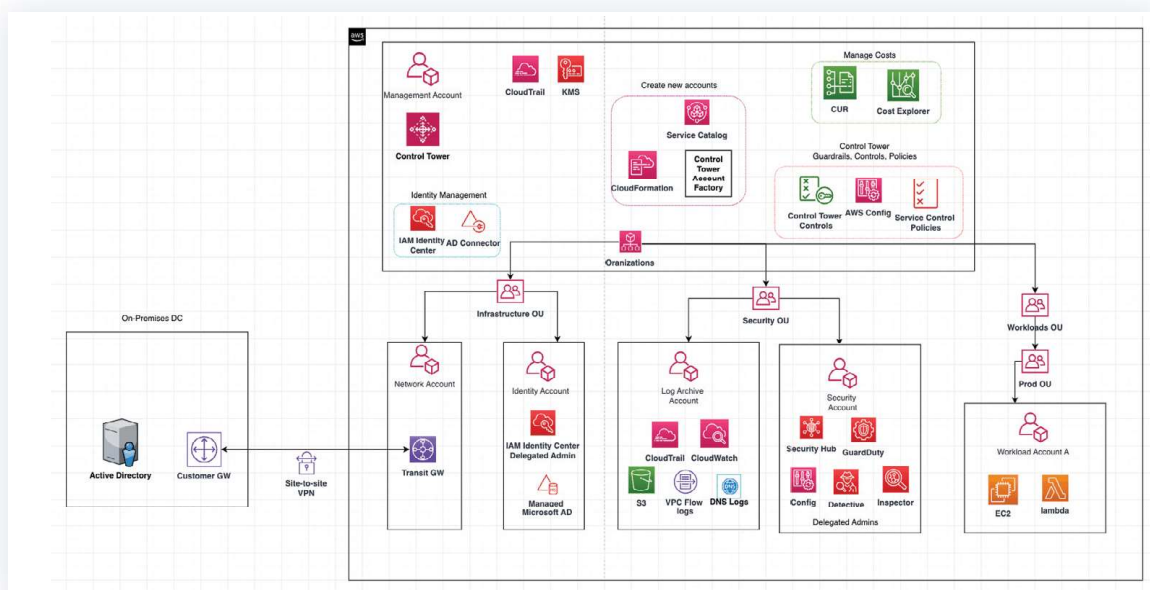 aws
Management Account
CloudTrail
KMS
Control Tower
Identity Management
IAM Identity
Center
AD Connector
Create new accounts
Service Catalog
CloudFormation
Control
Tower
Account
Factory
Manage Costs
CUR
Cost Explorer
Control Tower
Guardrails, Controls, Policies
Control Tower
Controls
AWS Config
Service Control
Policies
Oranizations
Infrastructure OU
Security OU
Workloads OU
Prod OU
On-Premises DC
Active Directory
Customer GW
Site-to-site
VPN
Network Account
Transit GW
Identity Account
IAM Identity Center
Delegated Admin
Managed
Microsoft AD
Log Archive
Account
CloudTrail
CloudWatch
S3
VPC Flow
logs
DNS
DNS Logs
Security
Account
Security Hub
GuardDuty
Config
Detective
Inspector
Delegated Admins
Workload Account A
EC2
lambda